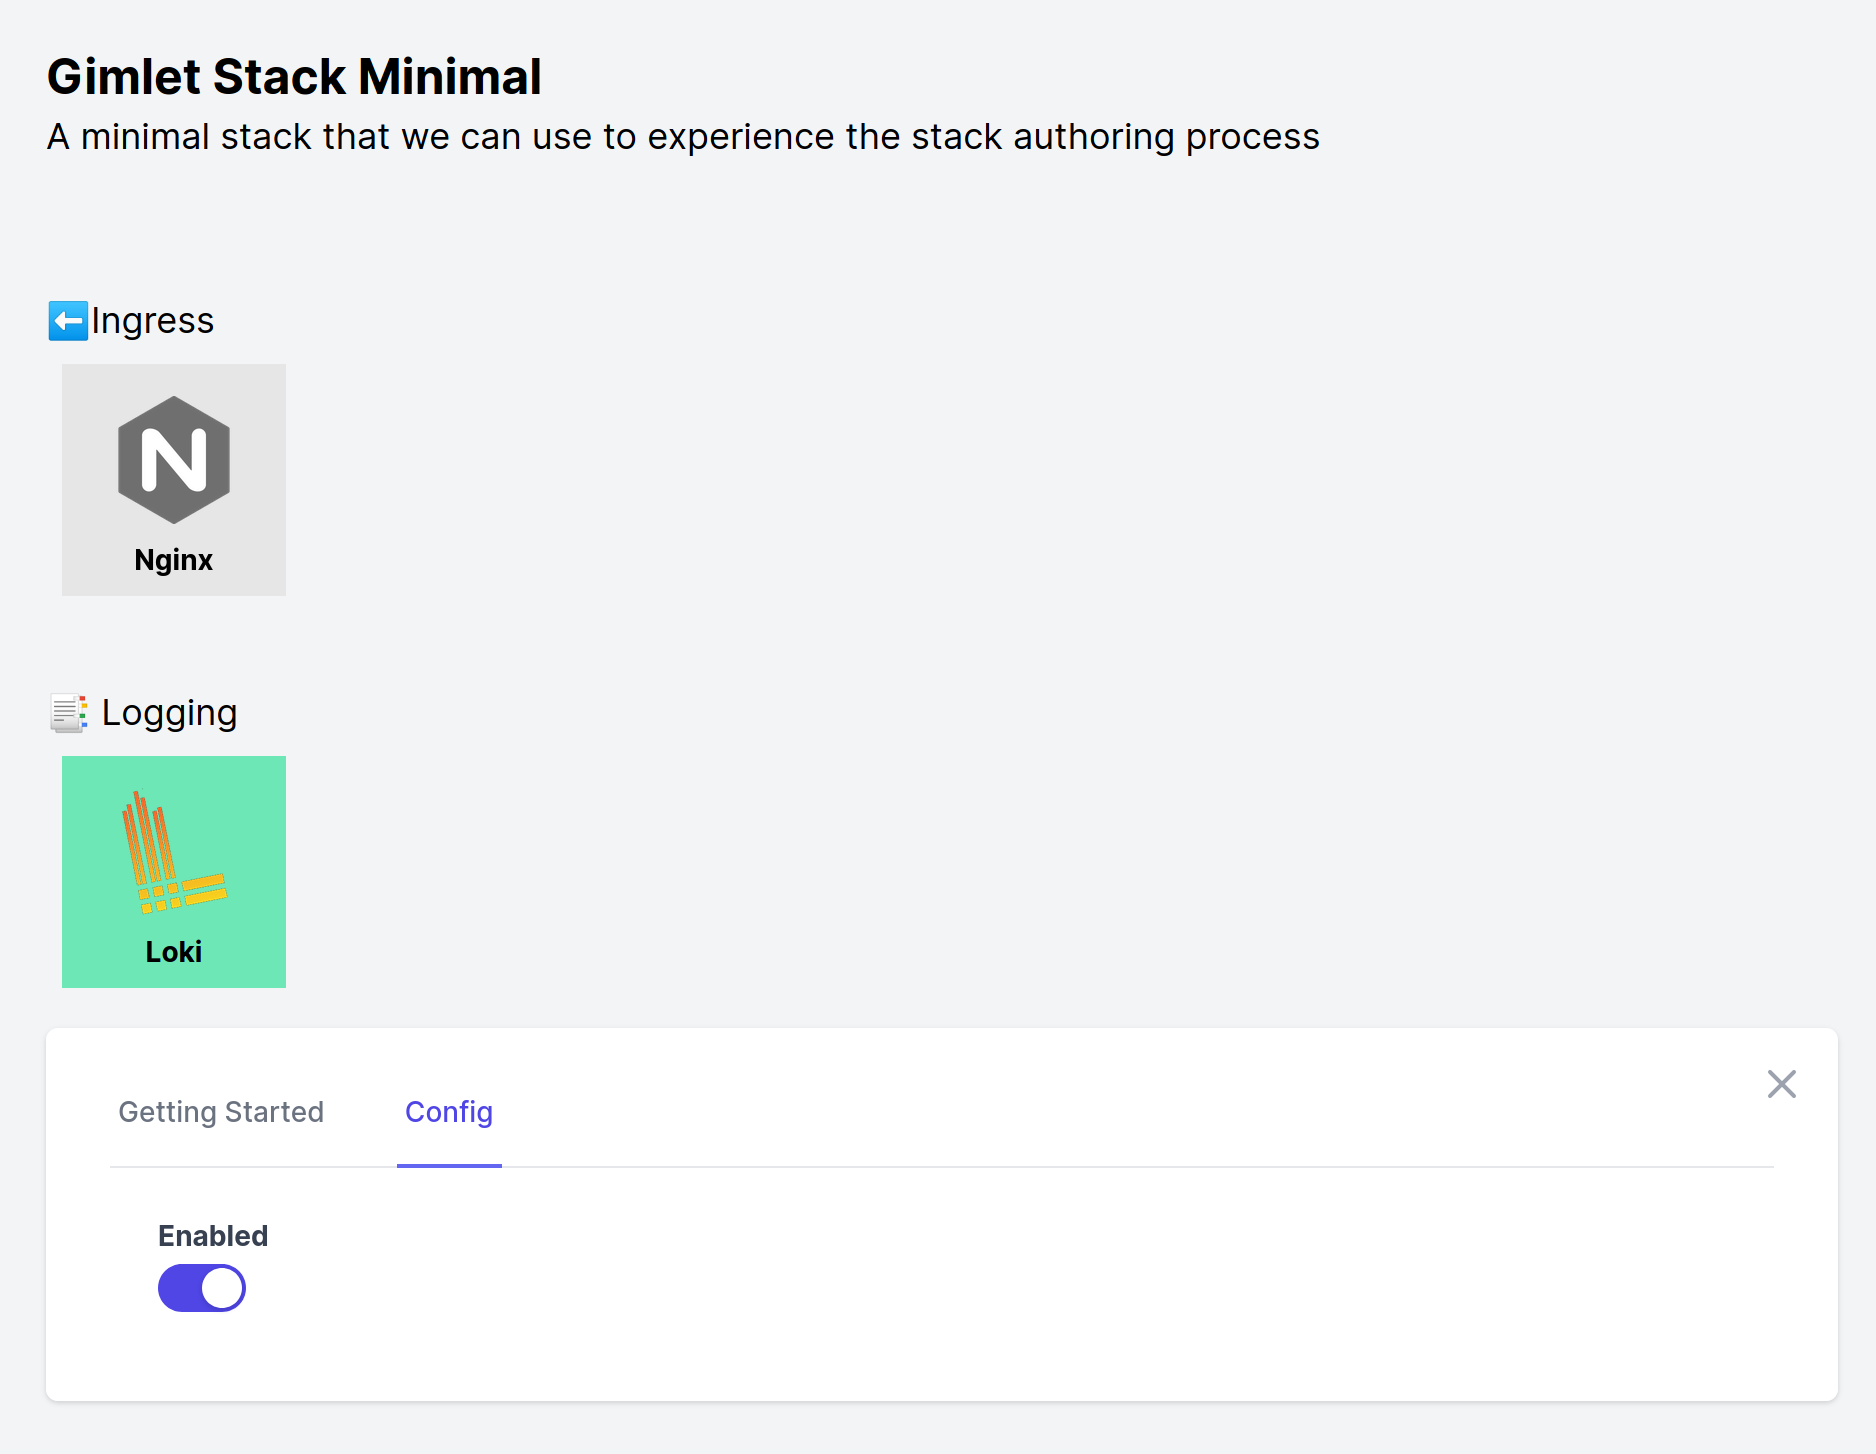 Gimlet Stack Minimal
A minimal stack that we can use to experience the stack authoring process
⬅️Ingress
N
Nginx
📑 Logging
Loki
Getting Started Config
Enabled